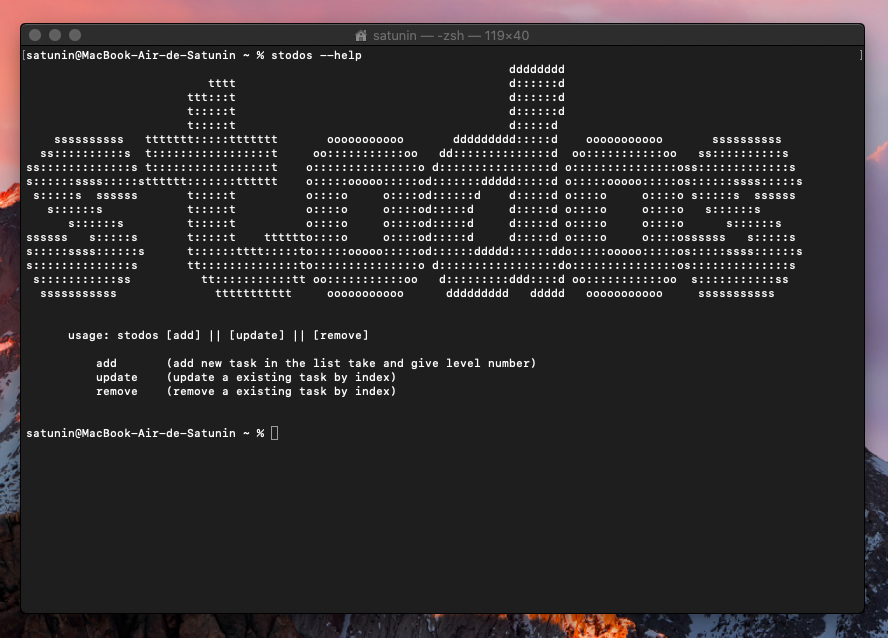 satunin — -zsh — 119×40
[satunin@MacBook-Air-de-Satunin ~ % stodos --help ]
stodos
usage: stodos [add] || [update] || [remove]
add (add new task in the list take and give level number)
update (update a existing task by index)
remove (remove a existing task by index)
satunin@MacBook-Air-de-Satunin ~ %